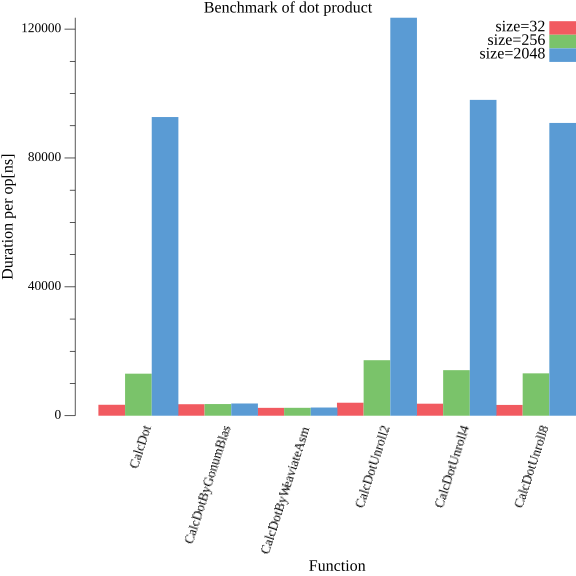 Benchmark of dot product
size=32
size=256
size=2048
120000
80000
40000
0
Duration per op[ns]
CalcDot
CalcDotByGonumBlas
CalcDotByWeaviateAsm
CalcDotUnroll2
CalcDotUnroll4
CalcDotUnroll8
Function